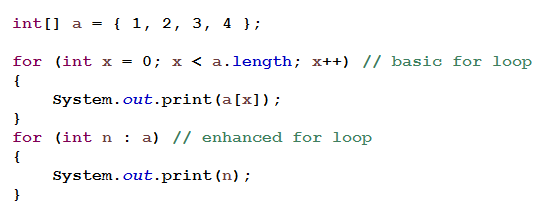 int[] a = { 1, 2, 3, 4 };
for (int x = 0; x < a.length; x++) // basic for loop
{
    System.out.print(a[x]);
}
for (int n : a) // enhanced for loop
{
    System.out.print(n);
}